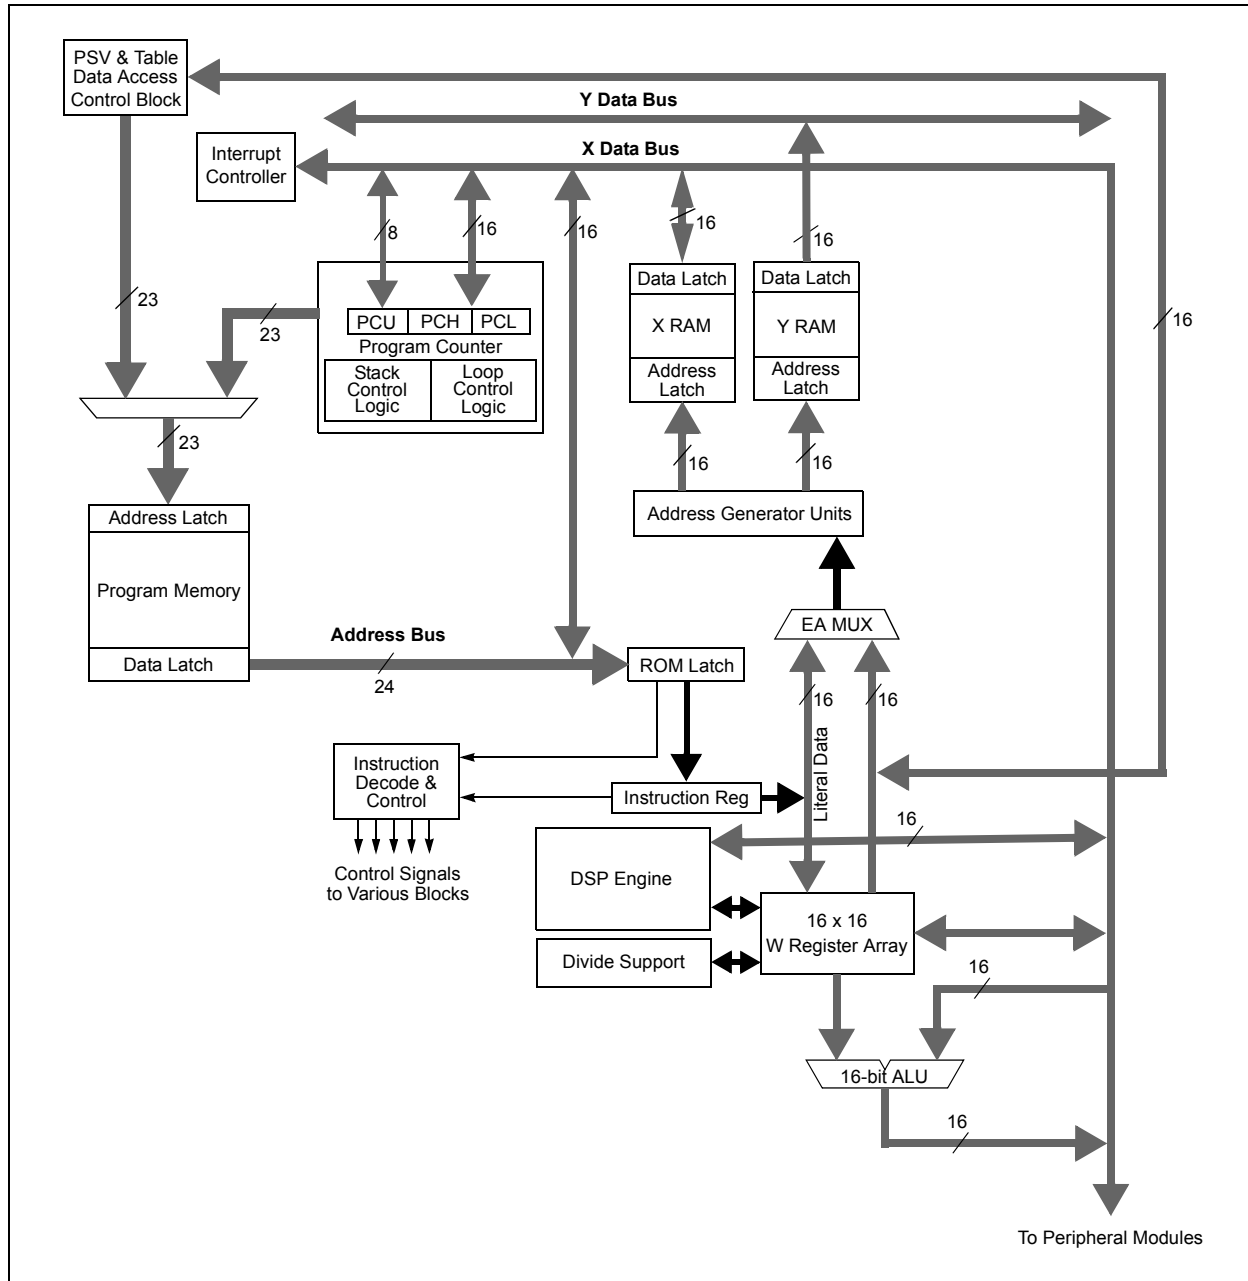 PSV & Table
Data Access
Control Block
Y Data Bus
Interrupt
Controller
X Data Bus
8
16
16
16
16
23
23
16
PCU
PCH
PCL
Program Counter
Stack
Control
Logic
Loop
Control
Logic
Data Latch
X RAM
Address
Latch
Data Latch
Y RAM
Address
Latch
23
16
16
Address Latch
Program Memory
Data Latch
Address Generator Units
EA MUX
Address Bus
24
ROM Latch
16
16
Literal Data
Instruction
Decode &
Control
Instruction Reg
Control Signals
to Various Blocks
16
DSP Engine
16 x 16
W Register Array
Divide Support
16
16-bit ALU
16
To Peripheral Modules